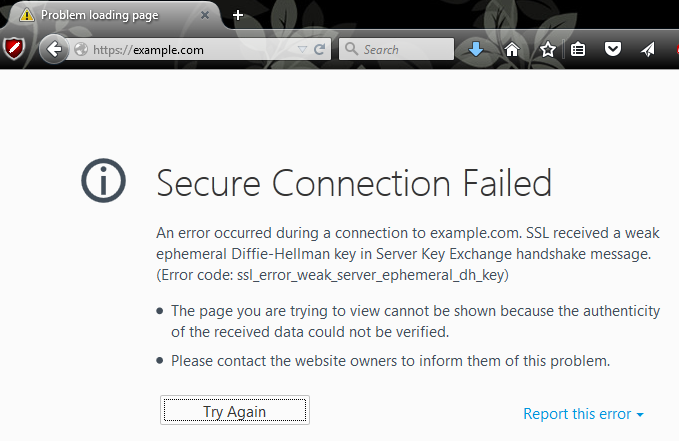 Problem loading page
https://example.com
Search
Secure Connection Failed
An error occurred during a connection to example.com. SSL received a weak
ephemeral Diffie-Hellman key in Server Key Exchange handshake message.
(Error code: ssl_error_weak_server_ephemeral_dh_key)
The page you are trying to view cannot be shown because the authenticity
of the received data could not be verified.
Please contact the website owners to inform them of this problem.
Try Again
Report this error